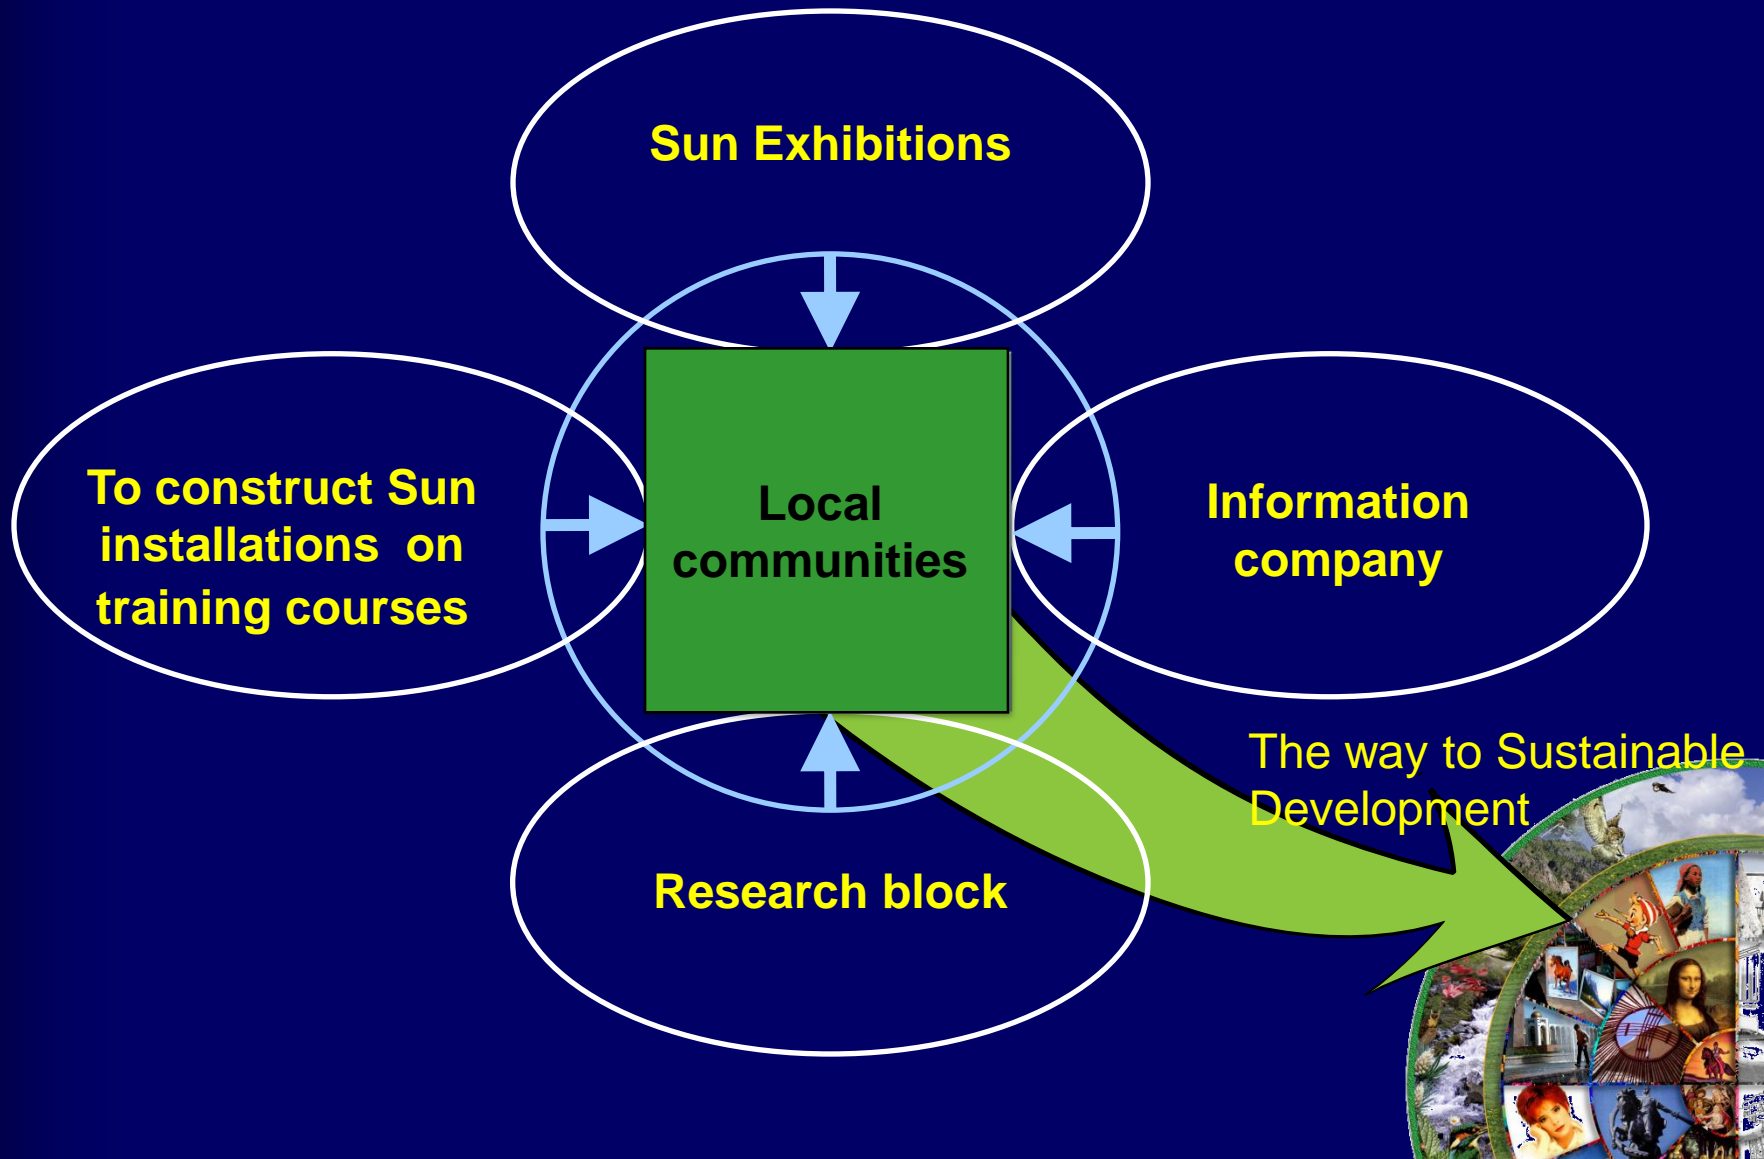 Sun Exhibitions
To construct Sun
installations on
training courses
Local
communities
Information
company
The way to Sustainable
Development
Research block